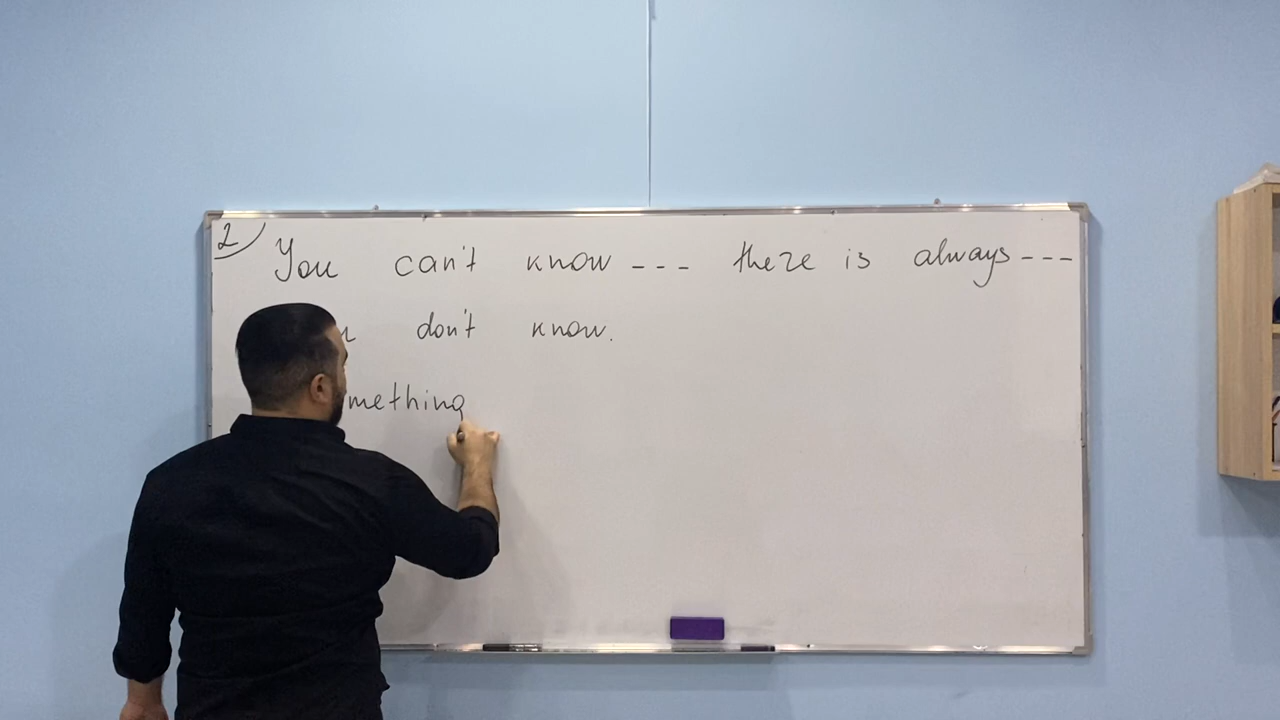 2) You can't know --- there is always ---
don't know.
mething